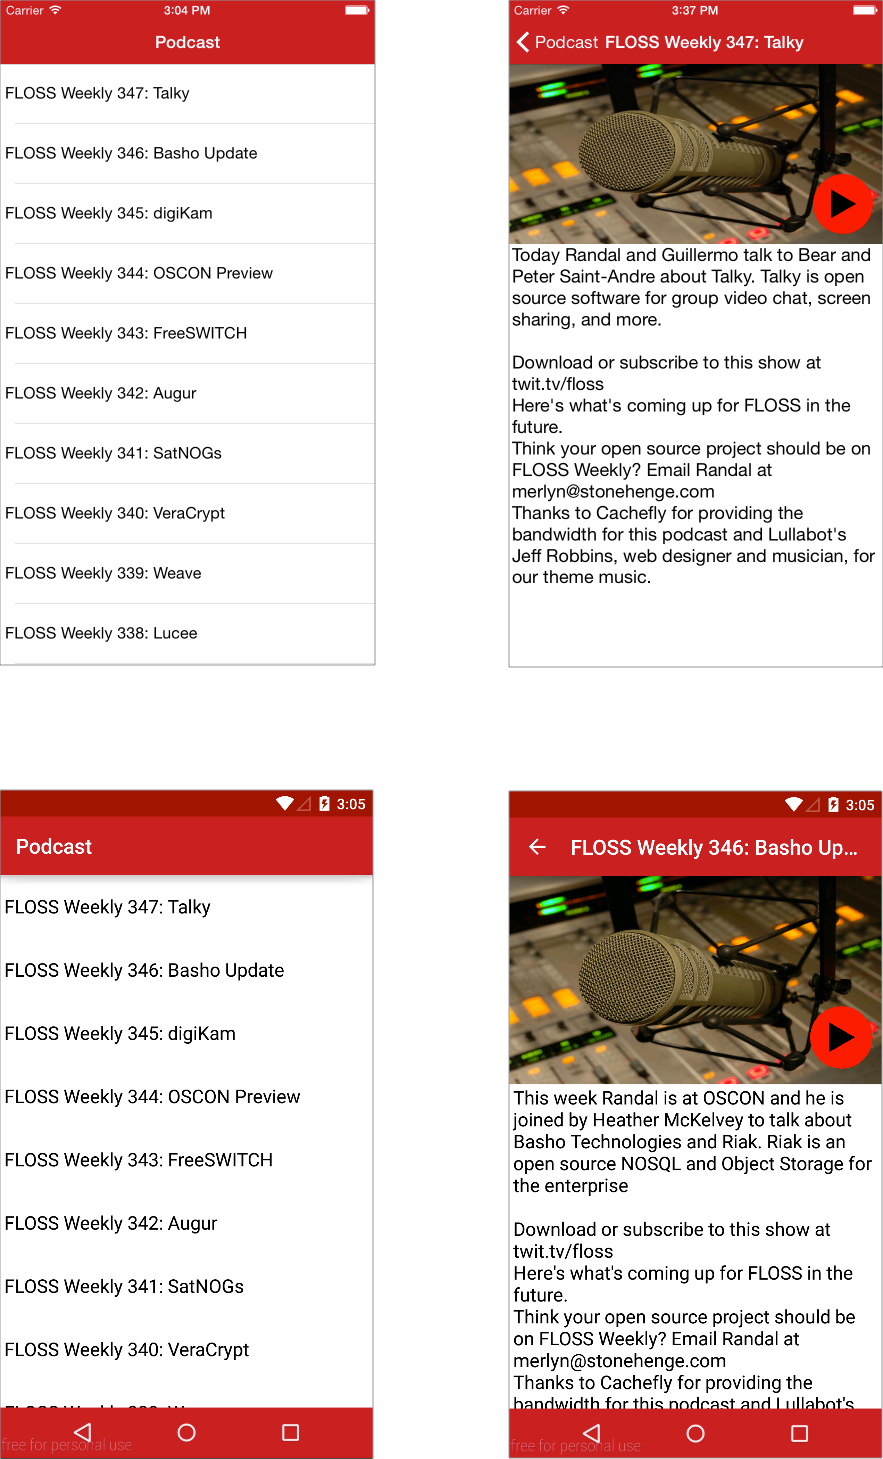 Carrier 3:04 PM
Podcast
FLOSS Weekly 347: Talky
FLOSS Weekly 346: Basho Update
FLOSS Weekly 345: digiKam
FLOSS Weekly 344: OSCON Preview
FLOSS Weekly 343: FreeSWITCH
FLOSS Weekly 342: Augur
FLOSS Weekly 341: SatNOGs
FLOSS Weekly 340: VeraCrypt
FLOSS Weekly 339: Weave
FLOSS Weekly 338: Lucee
Carrier 3:37 PM
Podcast FLOSS Weekly 347: Talky
Today Randal and Guillermo talk to Bear and
Peter Saint-Andre about Talky. Talky is open
source software for group video chat, screen
sharing, and more.
Download or subscribe to this show at
twit.tv/floss
Here's what's coming up for FLOSS in the
future.
Think your open source project should be on
FLOSS Weekly? Email Randal at
merlyn@stonehenge.com
Thanks to Cachefly for providing the
bandwidth for this podcast and Lullabot's
Jeff Robbins, web designer and musician, for
our theme music.
3:05
Podcast
FLOSS Weekly 347: Talky
FLOSS Weekly 346: Basho Update
FLOSS Weekly 345: digiKam
FLOSS Weekly 344: OSCON Preview
FLOSS Weekly 343: FreeSWITCH
FLOSS Weekly 342: Augur
FLOSS Weekly 341: SatNOGs
FLOSS Weekly 340: VeraCrypt
free for personal use
3:05
FLOSS Weekly 346: Basho Up...
This week Randal is at OSCON and he is
joined by Heather McKelvey to talk about
Basho Technologies and Riak. Riak is an
open source NOSQL and Object Storage for
the enterprise
Download or subscribe to this show at
twit.tv/floss
Here's what's coming up for FLOSS in the
future.
Think your open source project should be
on FLOSS Weekly? Email Randal at
merlyn@stonehenge.com
Thanks to Cachefly for providing the
bandwidth for this podcast and Lullabot's
free for personal use